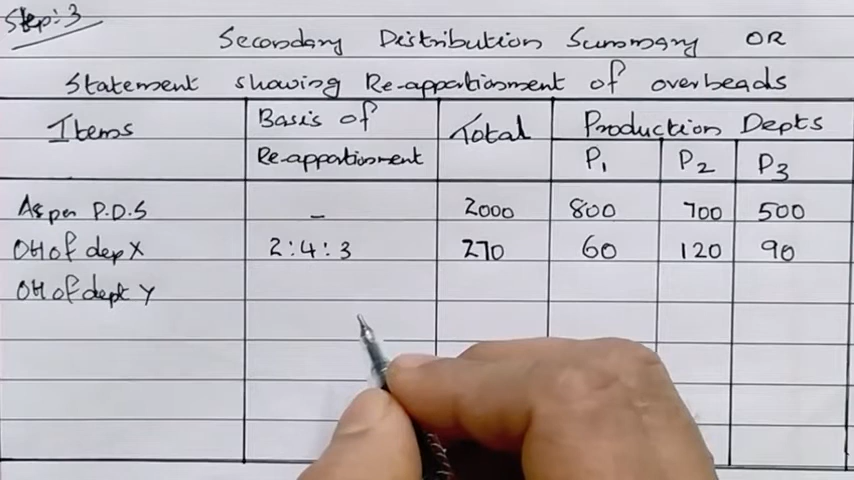 Step: 3
Secondary Distribution Summary OR
Statement showing Re-apportionment of overheads
Items Basis of Re-apportionment Total Production Depts
P1 P2 P3
As per P.D.S - 2000 800 700 500
OH of dep X 2:4:3 270 60 120 90
OH of dept Y